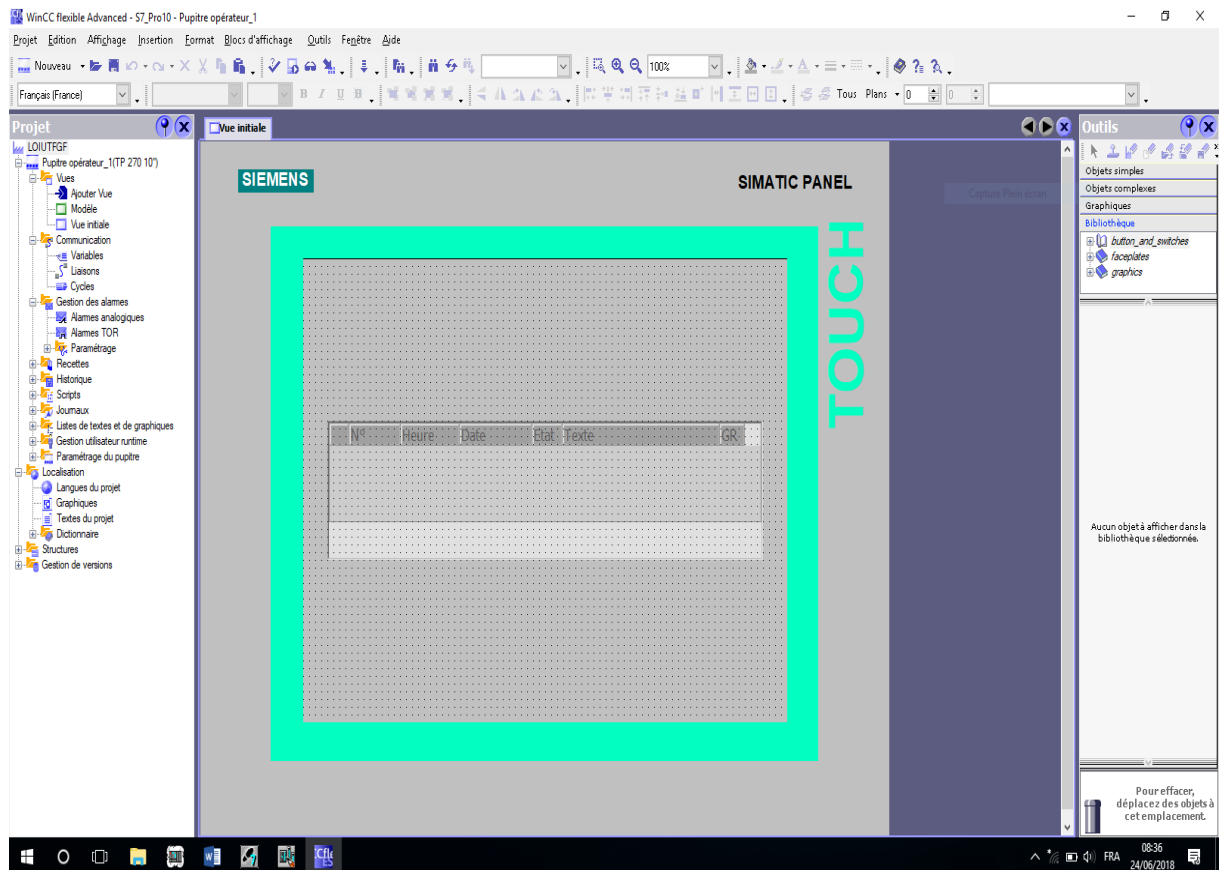 WinCC flexible Advanced - S7_Pro10 - Pupitre opérateur_1
Projet Edition Affichage Insertion Format Blocs d'affichage Outils Fenêtre Aide
Nouveau 100%
Français (France) B I U Tous Plans 0 0
Projet
LOIUTFGF
Pupitre opérateur_1(TP 270 10")
Vues
Ajouter Vue
Modèle
Vue initiale
Communication
Variables
Liaisons
Cycles
Gestion des alarmes
Alarmes analogiques
Alarmes TOR
Paramétrage
Recettes
Historique
Scripts
Journaux
Listes de textes et de graphiques
Gestion utilisateur runtime
Paramétrage du pupitre
Localisation
Langues du projet
Graphiques
Textes du projet
Dictionnaire
Structures
Gestion de versions
Vue initiale
SIEMENS
SIMATIC PANEL
TOUCH
N° Heure Date Etat Texte GR
Capture Plein écran
Outils
Objets simples
Objets complexes
Graphiques
Bibliothèque
button_and_switches
faceplates
graphics
Aucun objet à afficher dans la
bibliothèque sélectionnée.
Pour effacer,
déplacez des objets à
cet emplacement.
FRA
08:36
24/06/2018